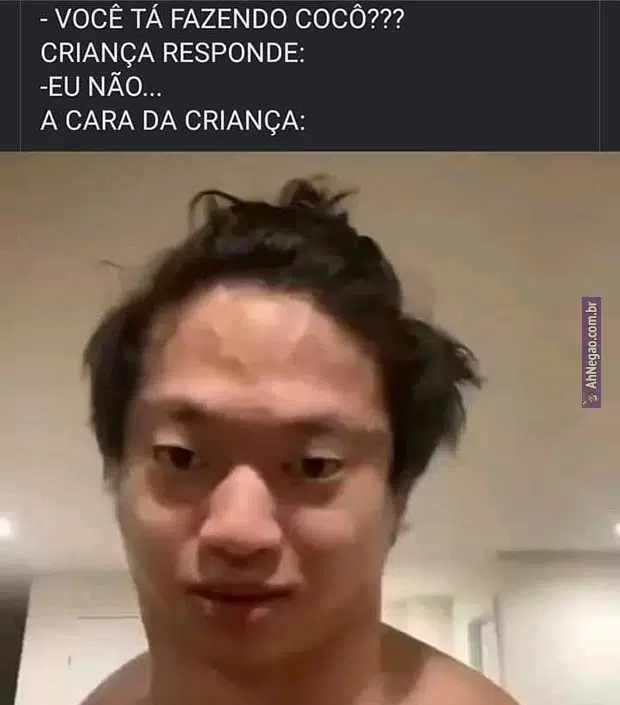 - VOCÊ TÁ FAZENDO COCÔ???
CRIANÇA RESPONDE:
-EU NÃO...
A CARA DA CRIANÇA:
AhNegao.com.br